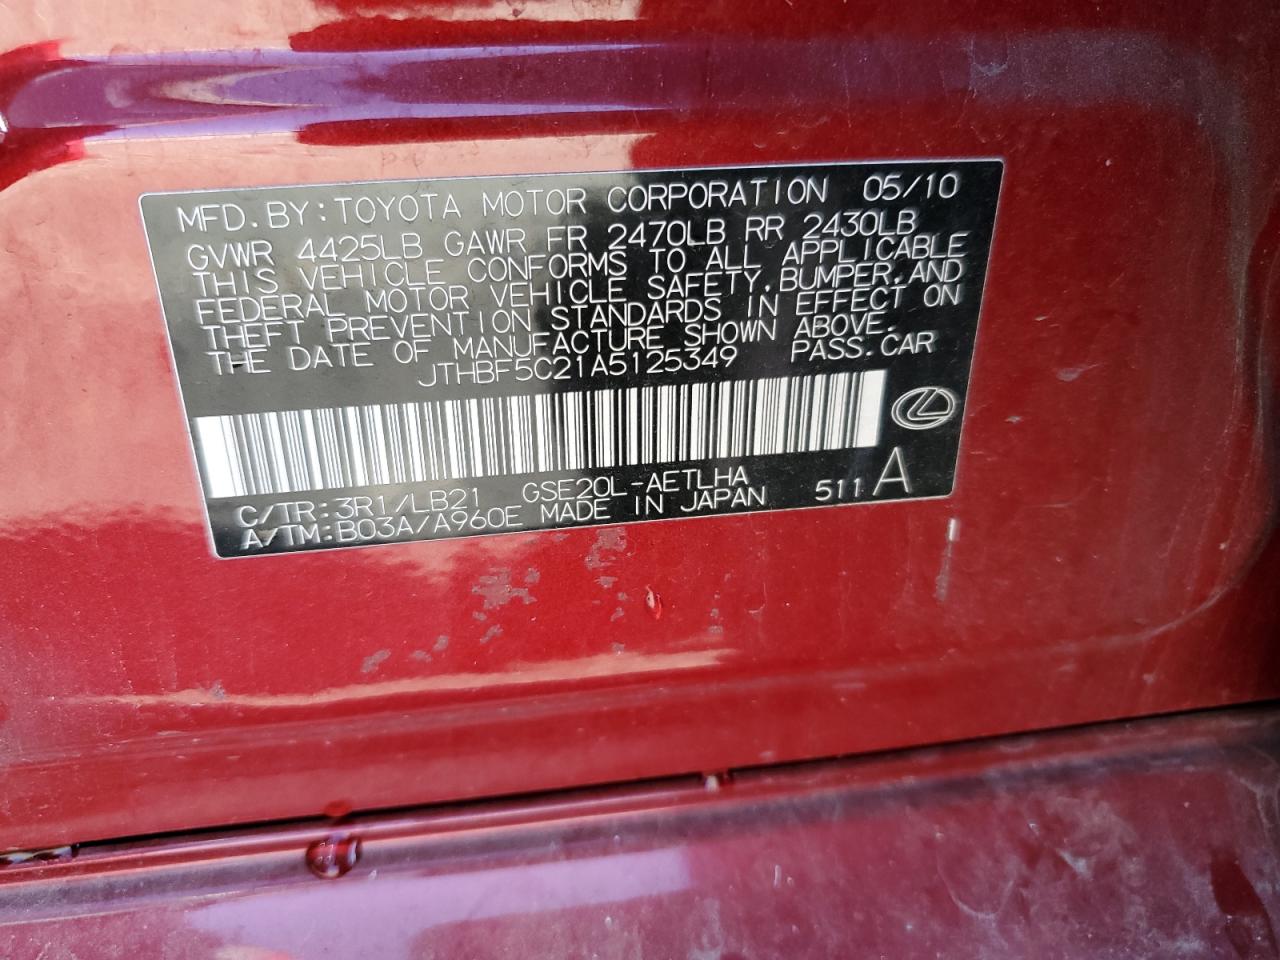 MFD.BY:TOYOTA MOTOR CORPORATION 05/10
GVWR 4425LB GAWR FR 2470LB RR 2430LB
THIS VEHICLE CONFORMS TO ALL APPLICABLE
FEDERAL MOTOR VEHICLE SAFETY,BUMPER,AND
THEFT PREVENTION STANDARDS IN EFFECT ON
THE DATE OF MANUFACTURE SHOWN ABOVE.
JTHBF5C21A5125349 PASS.CAR
C/TR:3R1/LB21 GSE20L-AETLHA
A/TM:B03A/A960E MADE IN JAPAN 511 A